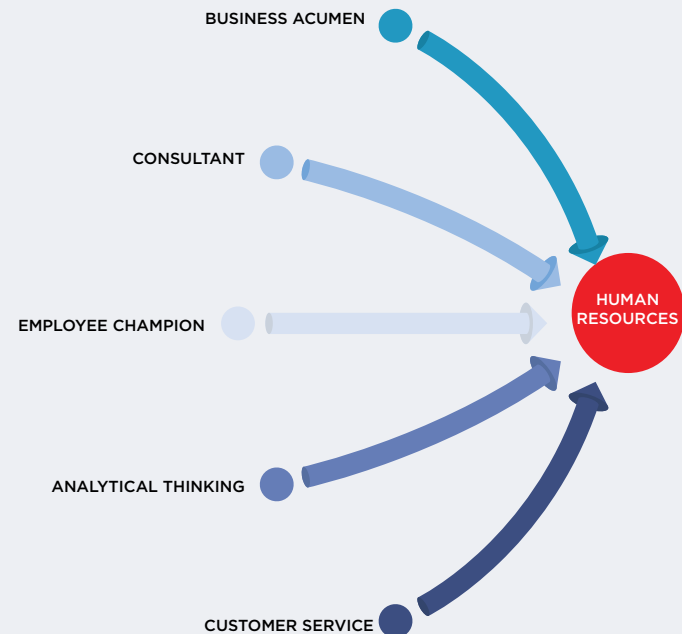 BUSINESS ACUMEN
CONSULTANT
HUMAN
RESOURCES
EMPLOYEE CHAMPION
ANALYTICAL THINKING
CUSTOMER SERVICE